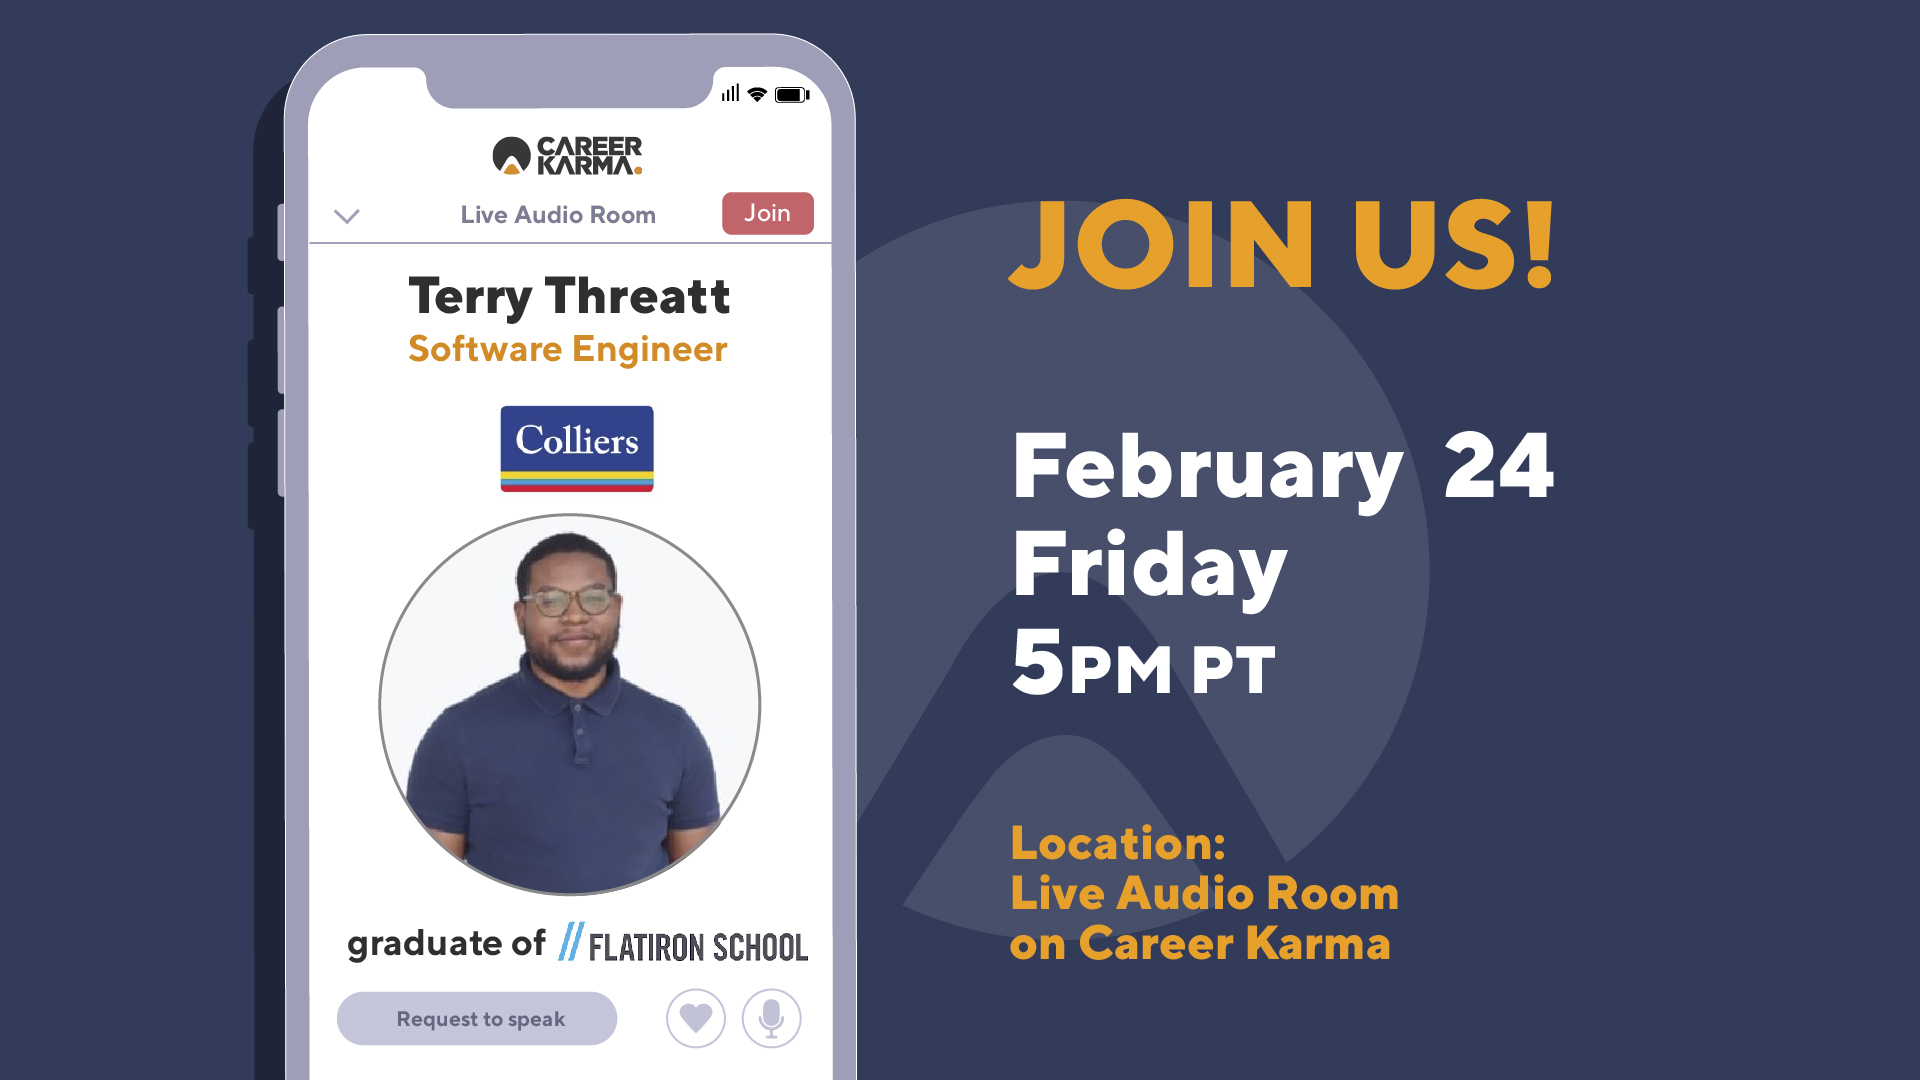 CAREER
KARMA.
Live Audio Room
Join
Terry Threatt
Software Engineer
Colliers
graduate of // FLATIRON SCHOOL
Request to speak
JOIN US!
February 24
Friday
5PM PT
Location:
Live Audio Room
on Career Karma